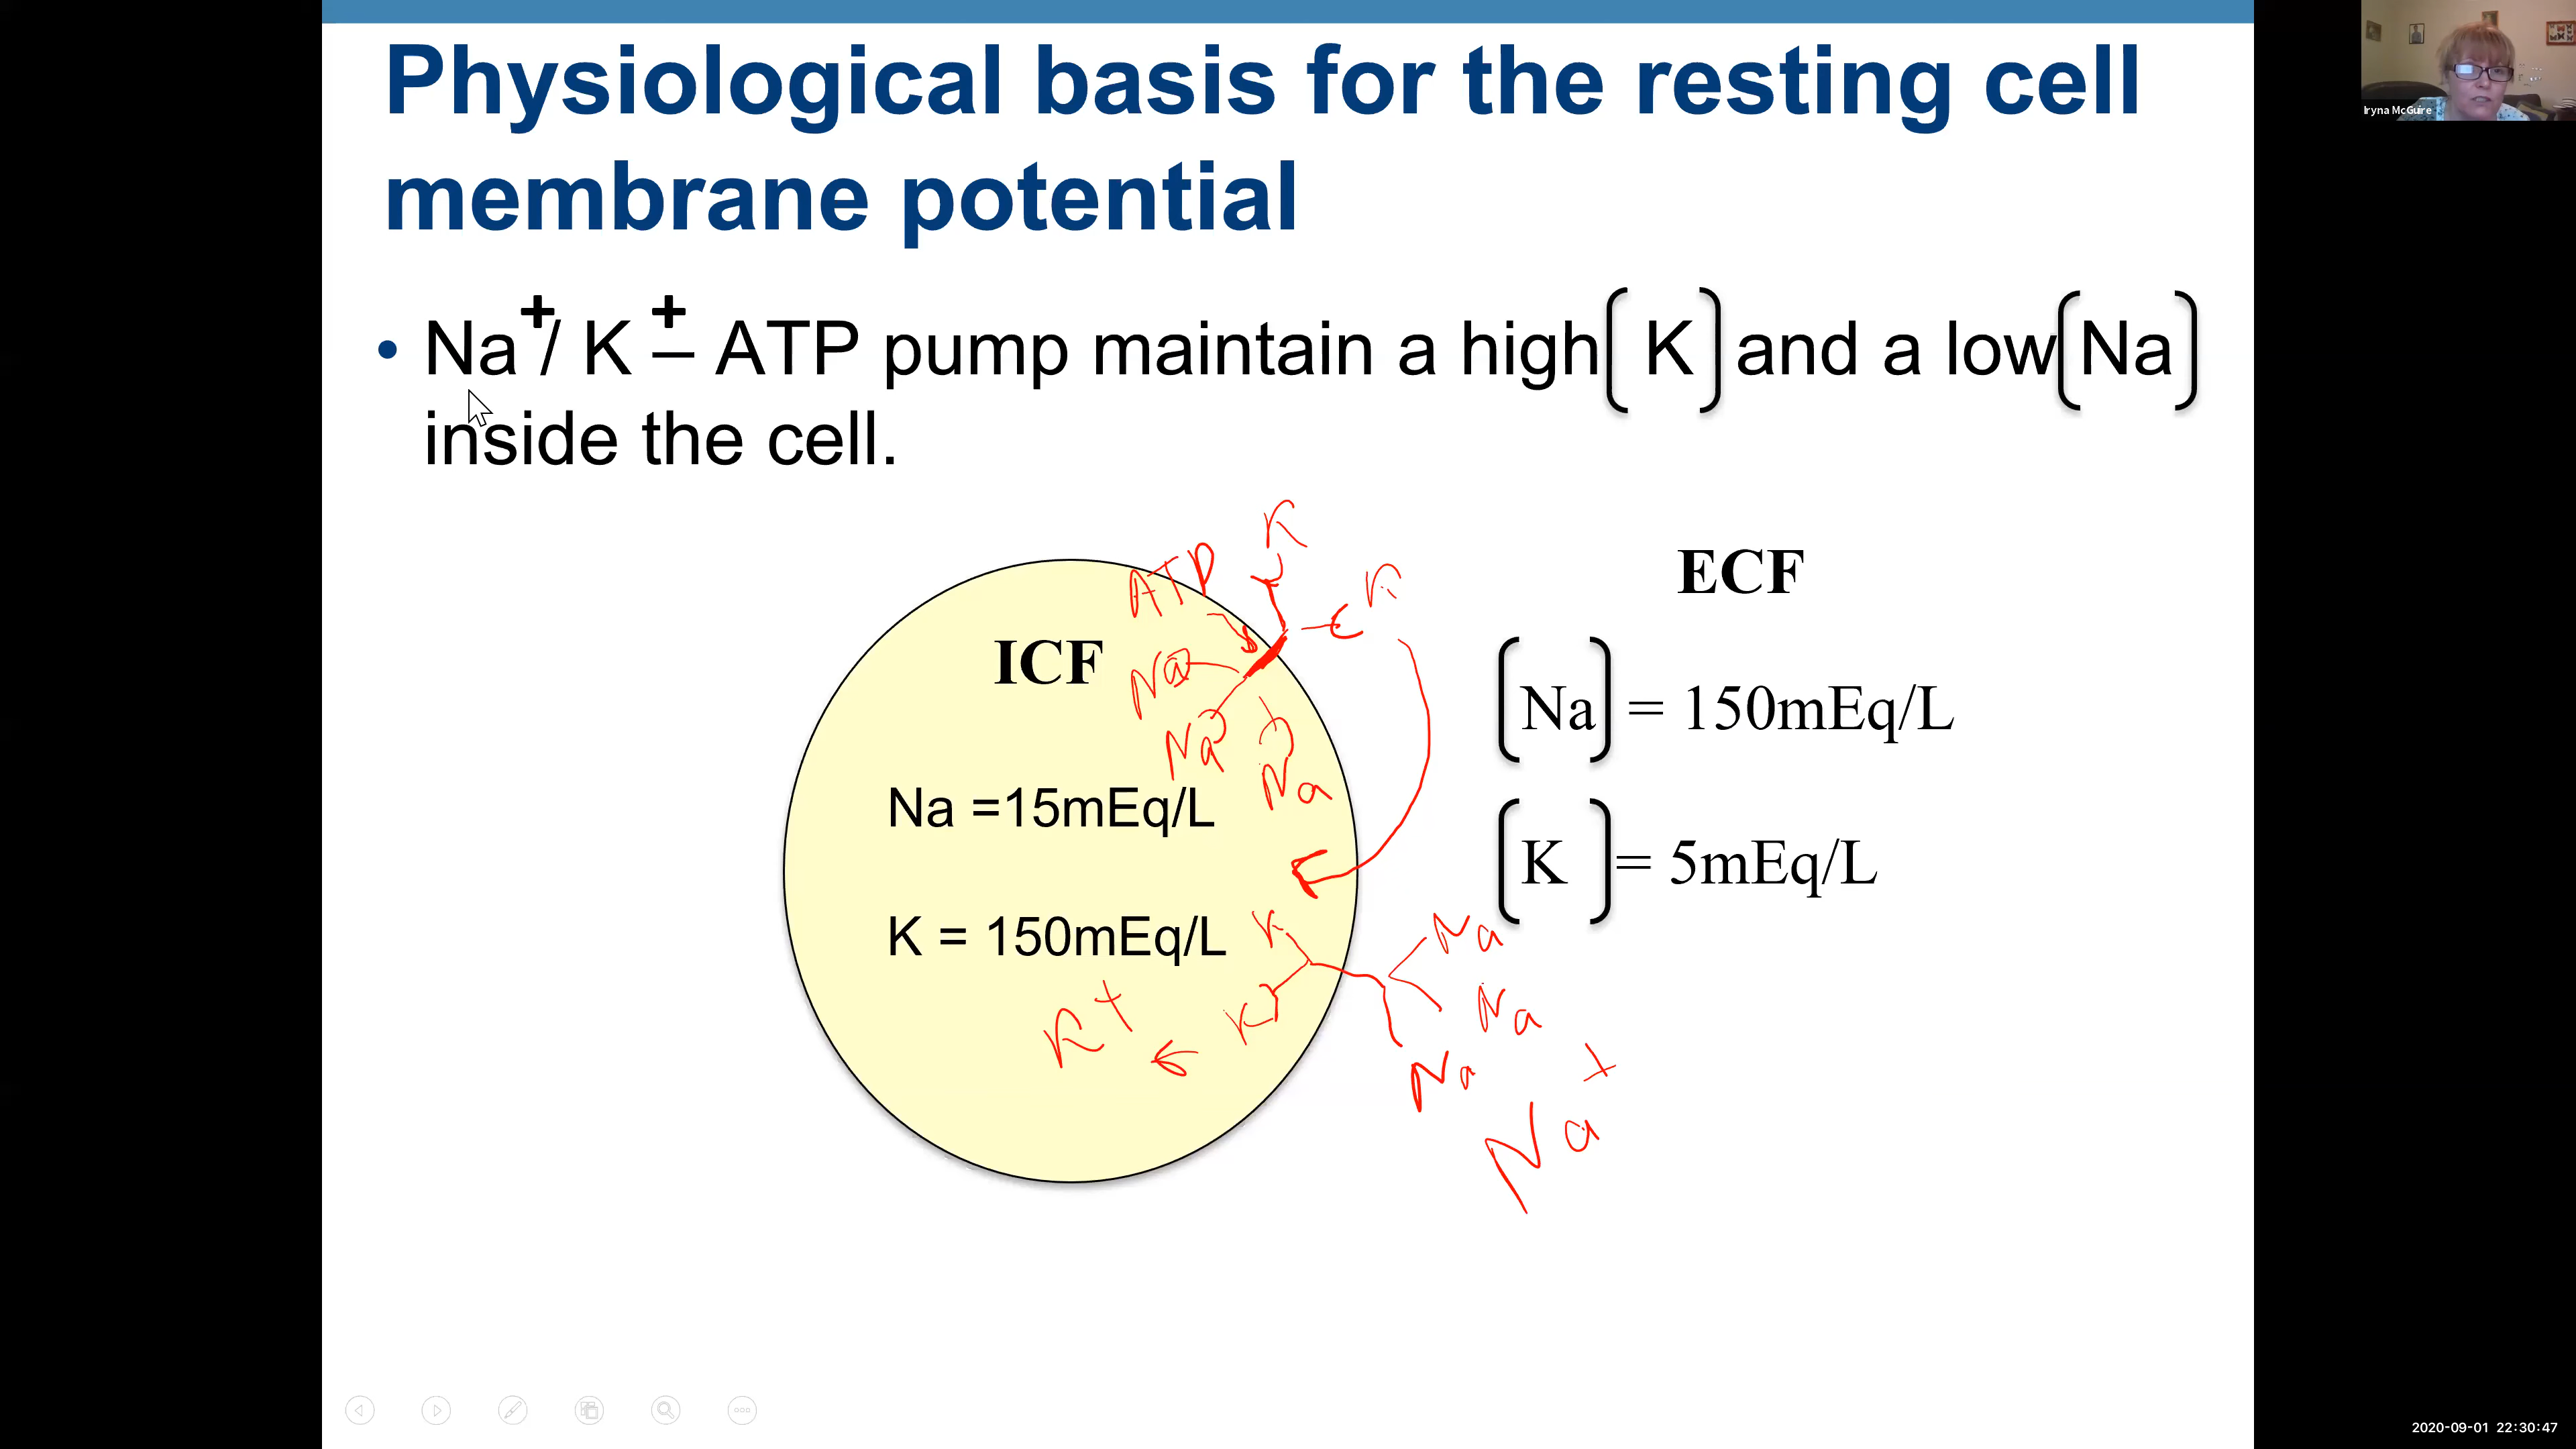 Physiological basis for the resting cell
membrane potential
• Na+/ K + – ATP pump maintain a high [ K ] and a low [Na]
inside the cell.
K
ATP
K
ECF
ICF
Na
[Na] = 150mEq/L
Na
Na
Na =15mEq/L
[K ] = 5mEq/L
K = 150mEq/L
K
Na
K+
K
Na
Na
Na+
Iryna McGuire
2020-09-01 22:30:47